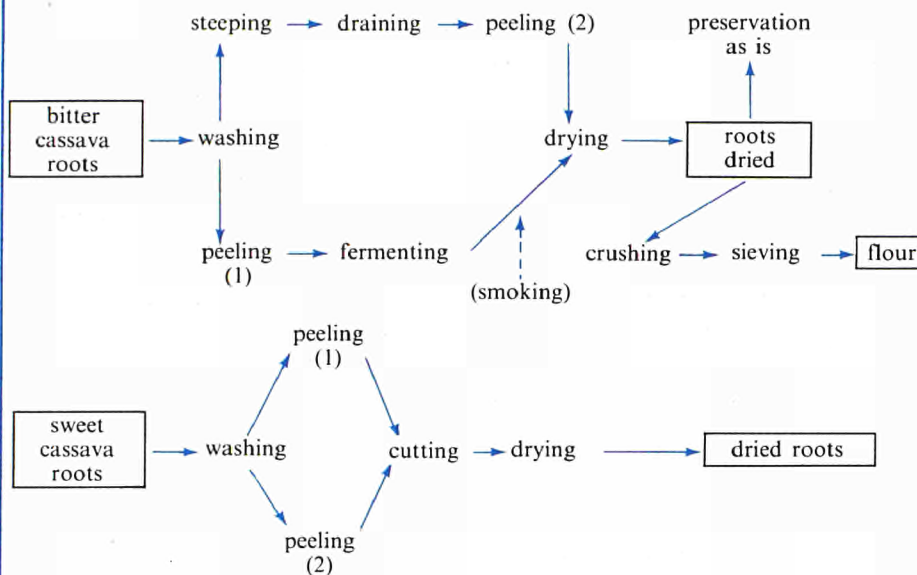 steeping draining peeling (2) preservation
as is
bitter
cassava
roots
washing drying roots
dried
peeling
(1)
fermenting crushing sieving flour
(smoking)
peeling
(1)
sweet
cassava
roots
washing cutting drying dried roots
peeling
(2)